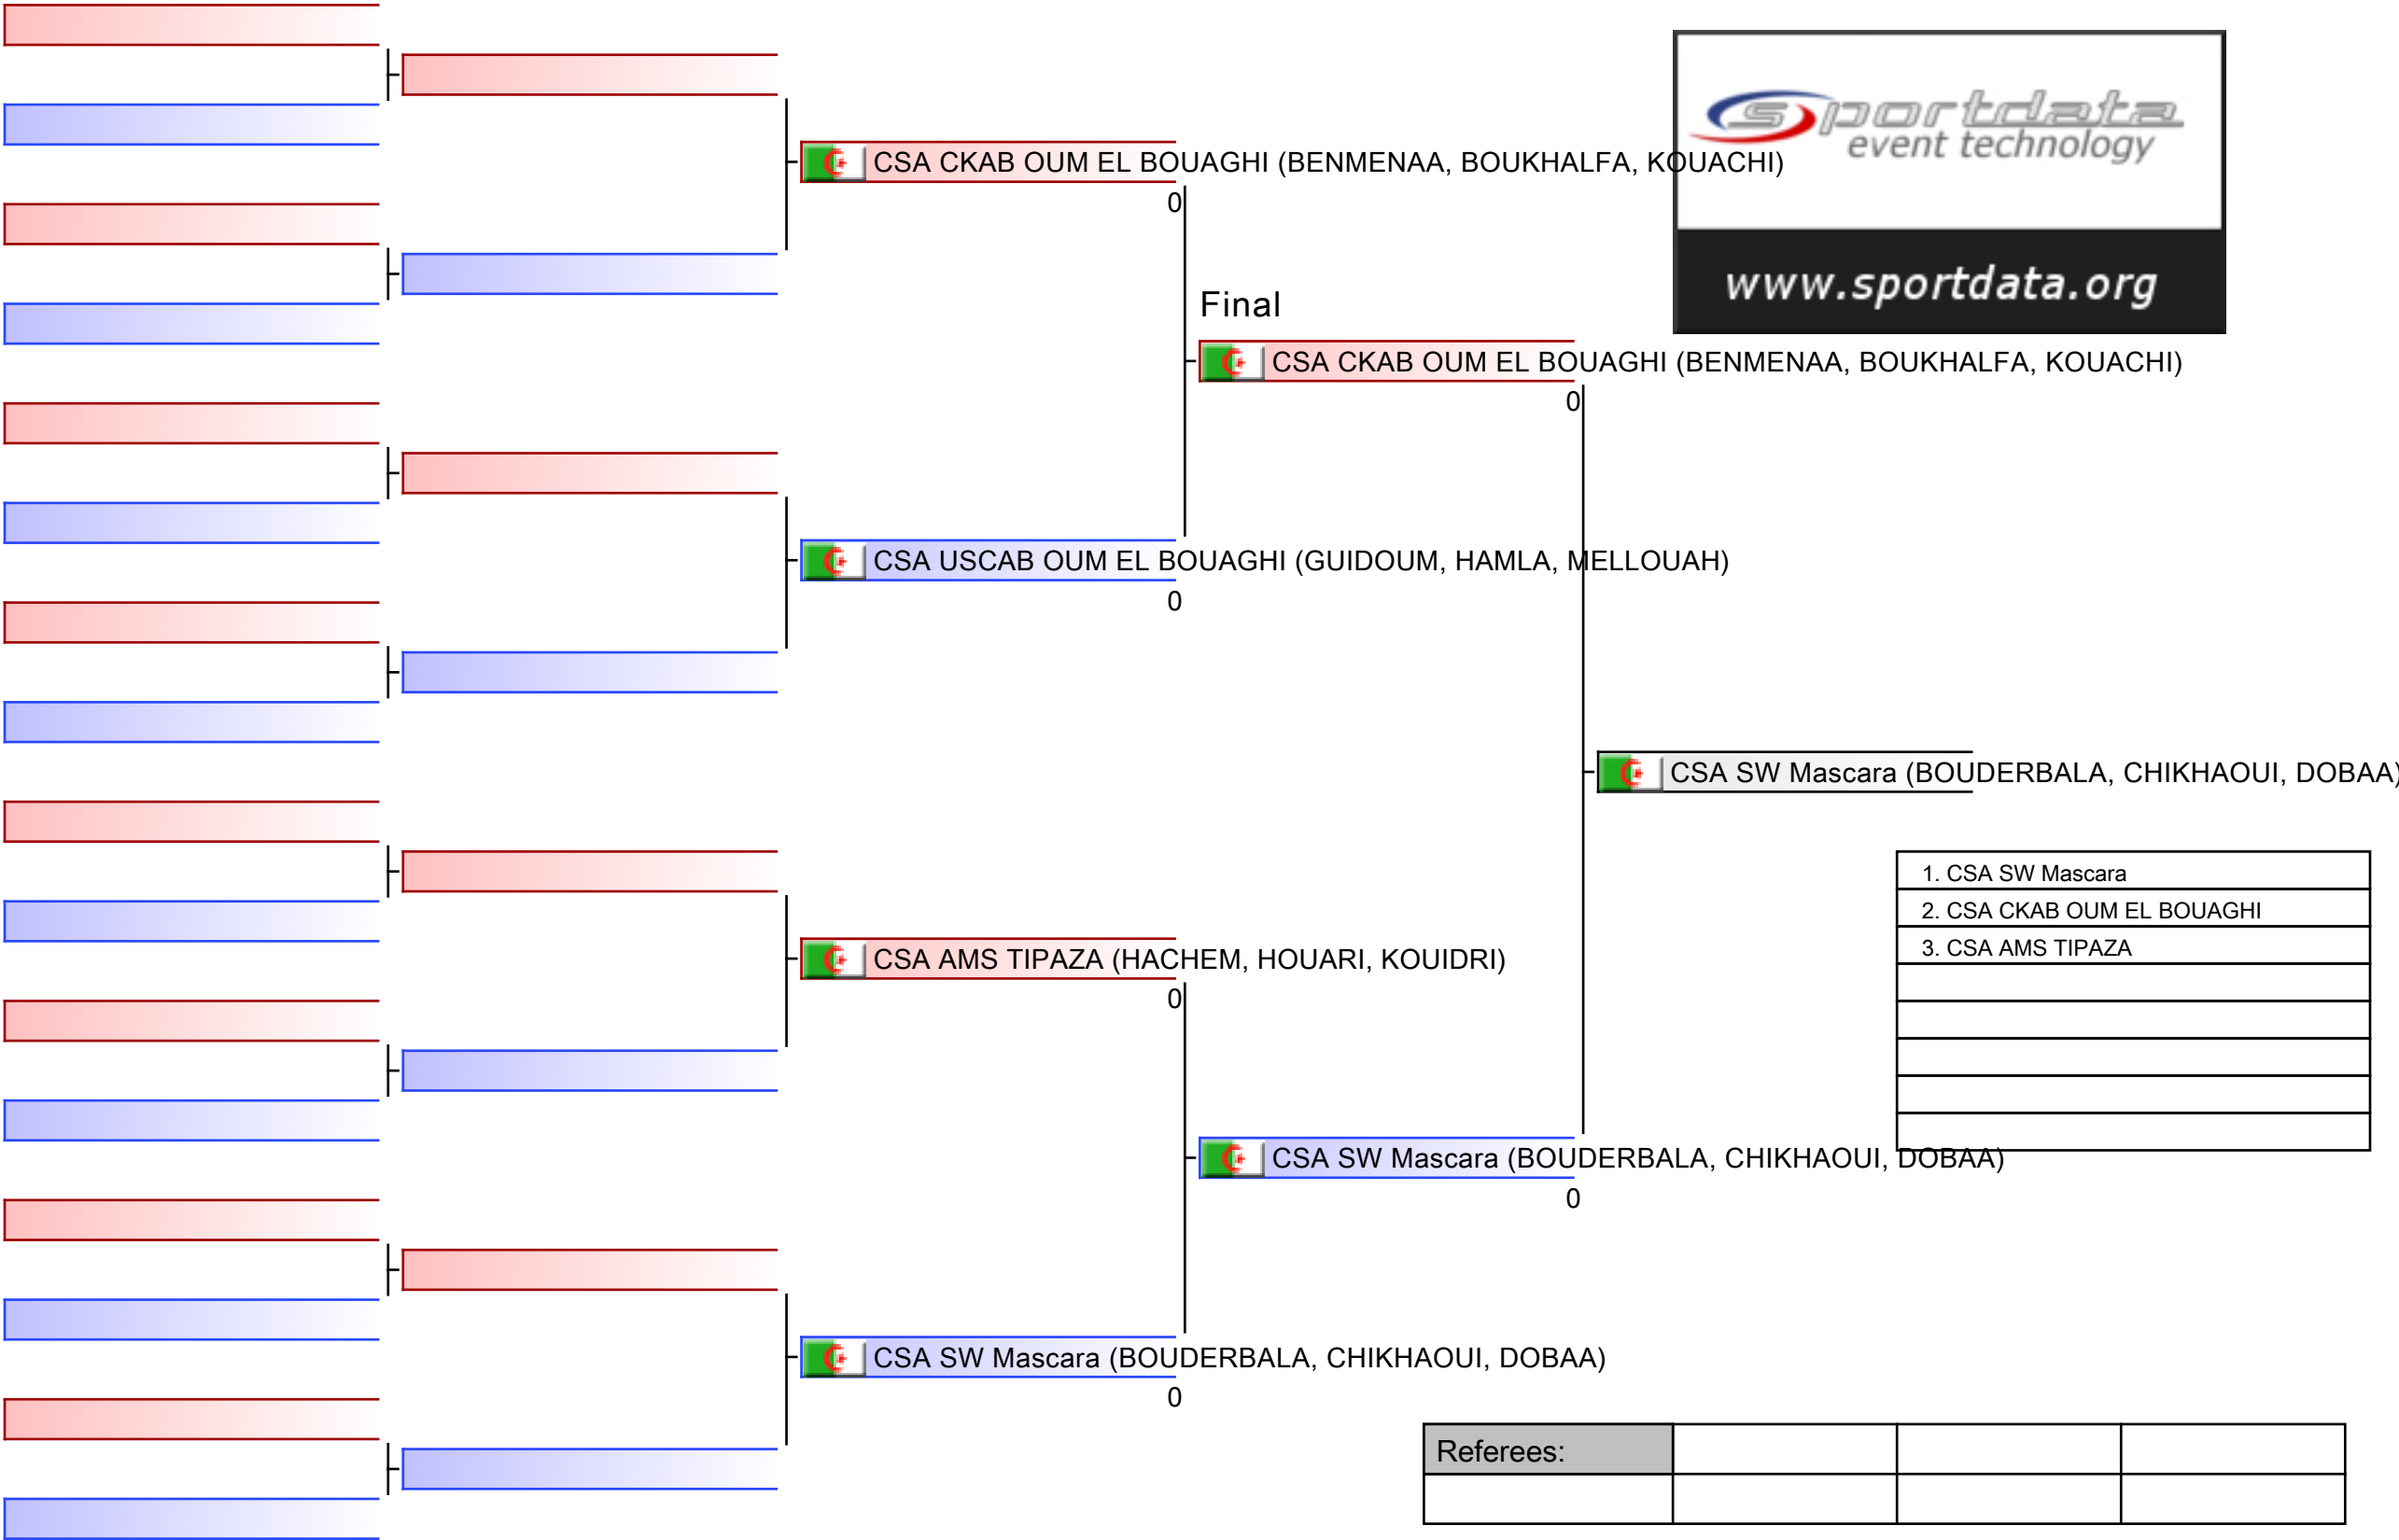 sportdata
event technology
www.sportdata.org
CSA CKAB OUM EL BOUAGHI (BENMENAA, BOUKHALFA, KOUACHI)
0
Final
CSA CKAB OUM EL BOUAGHI (BENMENAA, BOUKHALFA, KOUACHI)
0
CSA USCAB OUM EL BOUAGHI (GUIDOUM, HAMLA, MELLOUAH)
0
CSA SW Mascara (BOUDERBALA, CHIKHAOUI, DOBAA)
1. CSA SW Mascara
2. CSA CKAB OUM EL BOUAGHI
3. CSA AMS TIPAZA
CSA AMS TIPAZA (HACHEM, HOUARI, KOUIDRI)
0
CSA SW Mascara (BOUDERBALA, CHIKHAOUI, DOBAA)
0
CSA SW Mascara (BOUDERBALA, CHIKHAOUI, DOBAA)
0
Referees: